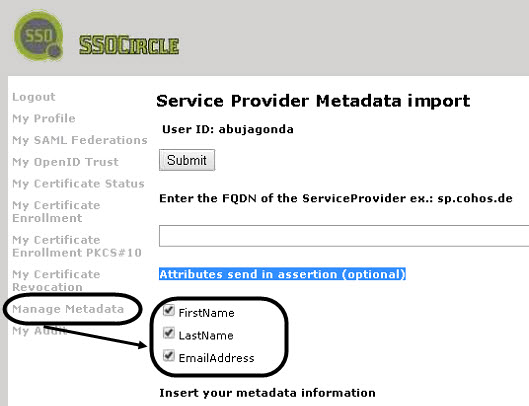 SSO
SSOCIRCLE
Logout
My Profile
My SAML Federations
My OpenID Trust
My Certificate Status
My Certificate
Enrollment
My Certificate
Enrollment PKCS#10
My Certificate
Revocation
Manage Metadata
My Audit
Service Provider Metadata import
User ID: abujagonda
Submit
Enter the FQDN of the ServiceProvider ex.: sp.cohos.de
Attributes send in assertion (optional)
FirstName
LastName
EmailAddress
Insert your metadata information